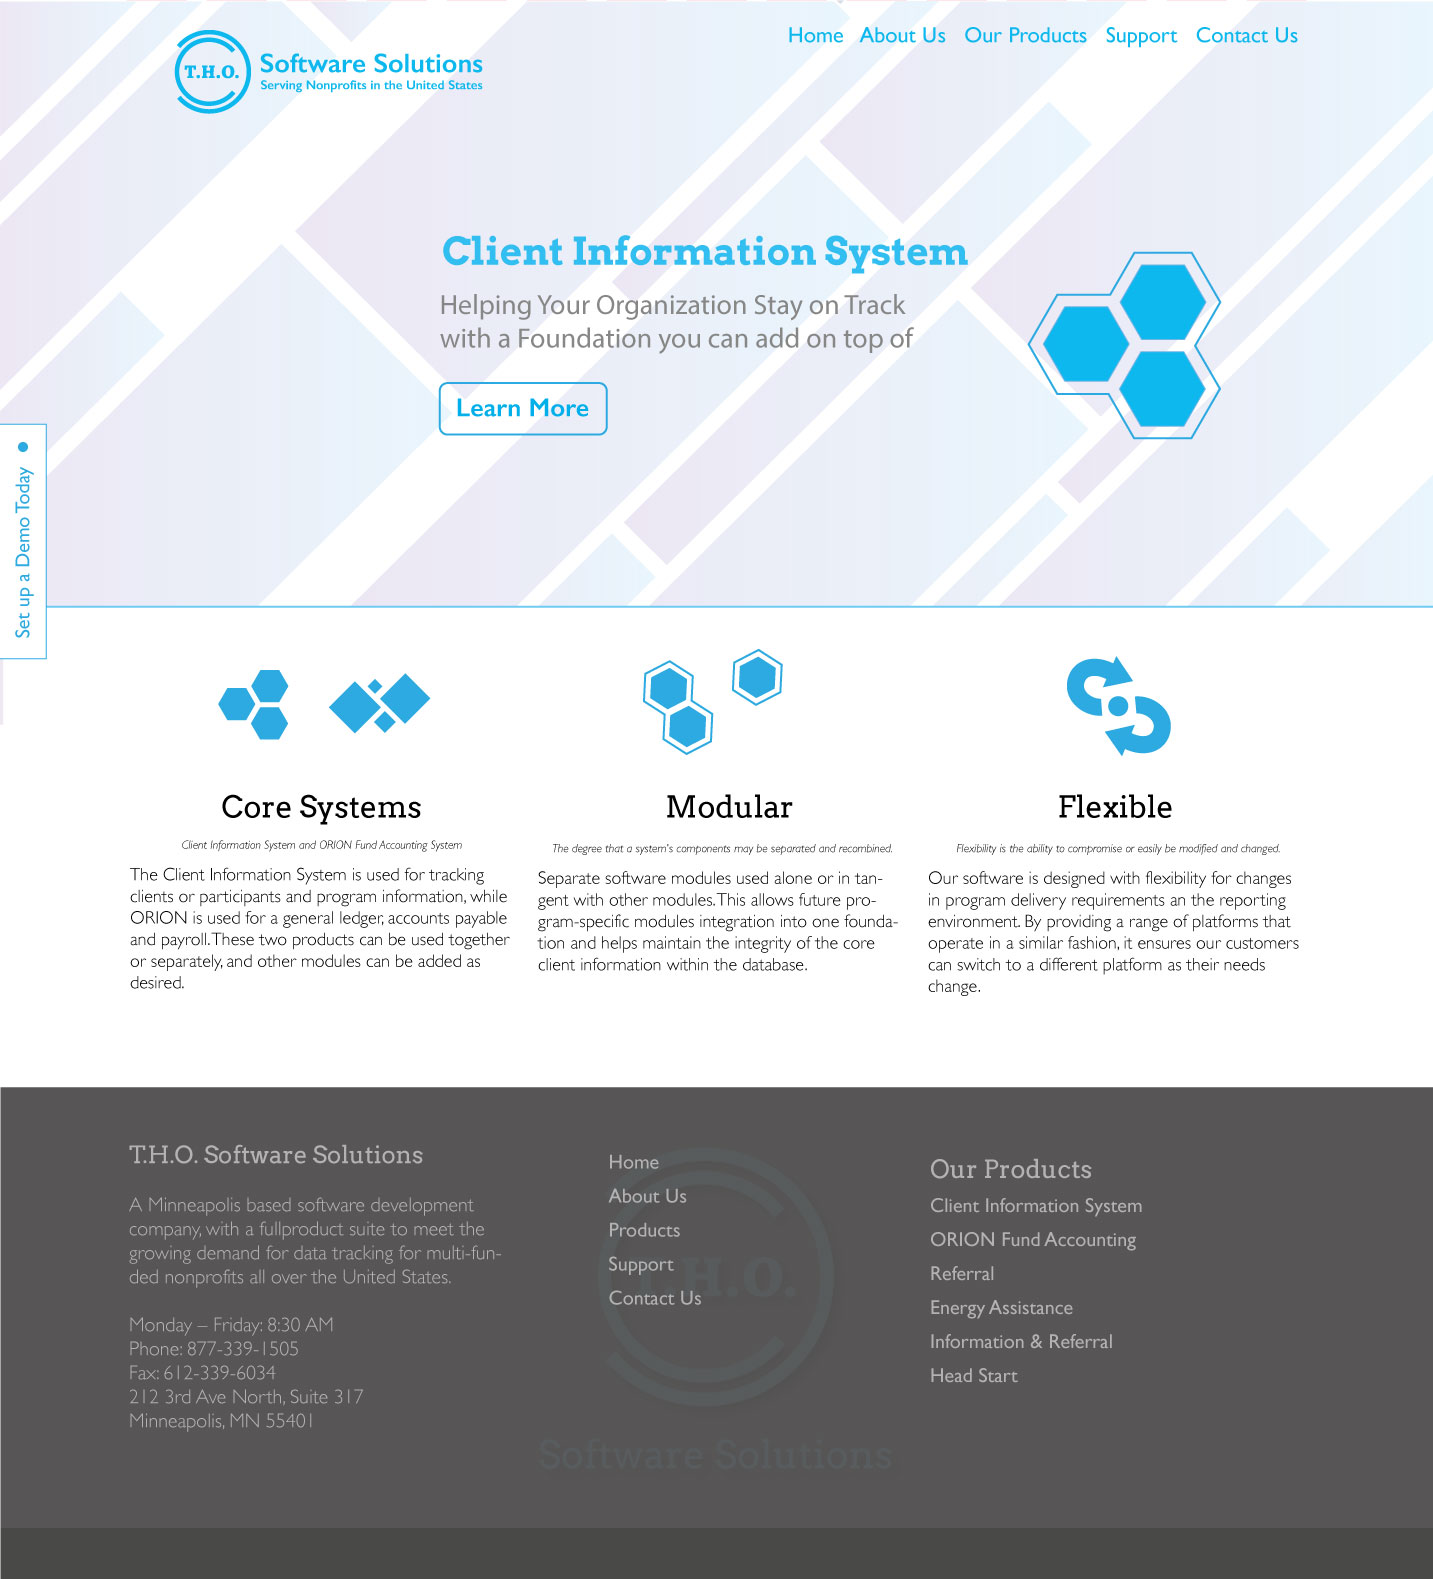 Home About Us Our Products Support Contact Us
T.H.O.
Software Solutions
Serving Nonprofits in the United States
Client Information System
Helping Your Organization Stay on Track
with a Foundation you can add on top of
Learn More
Set up a Demo Today
Core Systems
Client Information System and ORION Fund Accounting System
The Client Information System is used for tracking
clients or participants and program information, while
ORION is used for a general ledger, accounts payable
and payroll. These two products can be used together
or separately, and other modules can be added as
desired.
Modular
The degree that a system's components may be separated and recombined.
Separate software modules used alone or in tan-
gent with other modules. This allows future pro-
gram-specific modules integration into one founda-
tion and helps maintain the integrity of the core
client information within the database.
Flexible
Flexibility is the ability to compromise or easily be modified and changed.
Our software is designed with flexibility for changes
in program delivery requirements an the reporting
environment. By providing a range of platforms that
operate in a similar fashion, it ensures our customers
can switch to a different platform as their needs
change.
T.H.O. Software Solutions
A Minneapolis based software development
company, with a fullproduct suite to meet the
growing demand for data tracking for multi-fun-
ded nonprofits all over the United States.
Monday – Friday: 8:30 AM
Phone: 877-339-1505
Fax: 612-339-6034
212 3rd Ave North, Suite 317
Minneapolis, MN 55401
Home
About Us
Products
Support
Contact Us
T.H.O.
Software Solutions
Our Products
Client Information System
ORION Fund Accounting
Referral
Energy Assistance
Information & Referral
Head Start